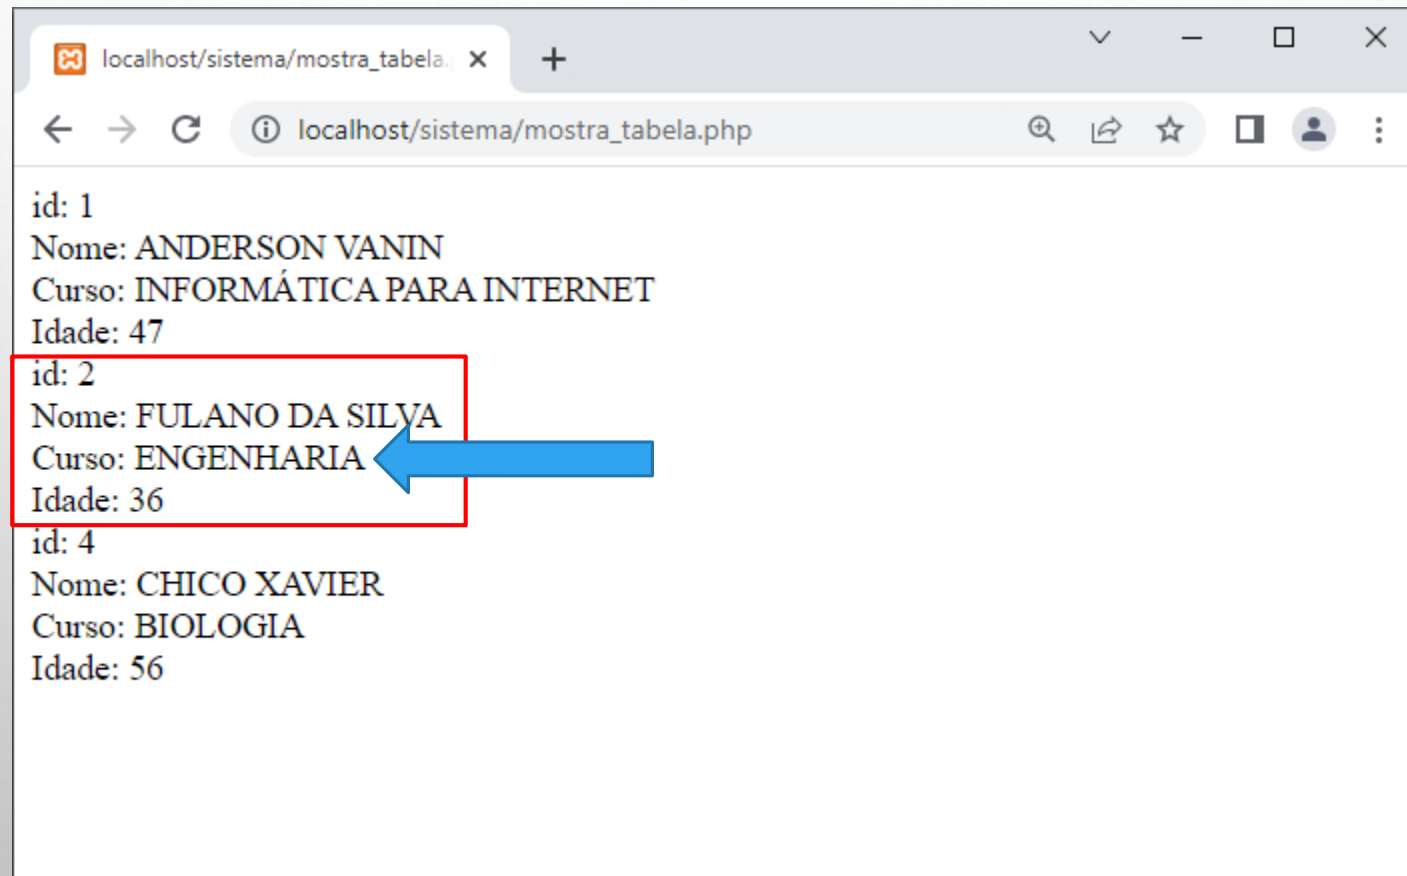 localhost/sistema/mostra_tabela.
localhost/sistema/mostra_tabela.php
id: 1
Nome: ANDERSON VANIN
Curso: INFORMÁTICA PARA INTERNET
Idade: 47
id: 2
Nome: FULANO DA SILVA
Curso: ENGENHARIA
Idade: 36
id: 4
Nome: CHICO XAVIER
Curso: BIOLOGIA
Idade: 56